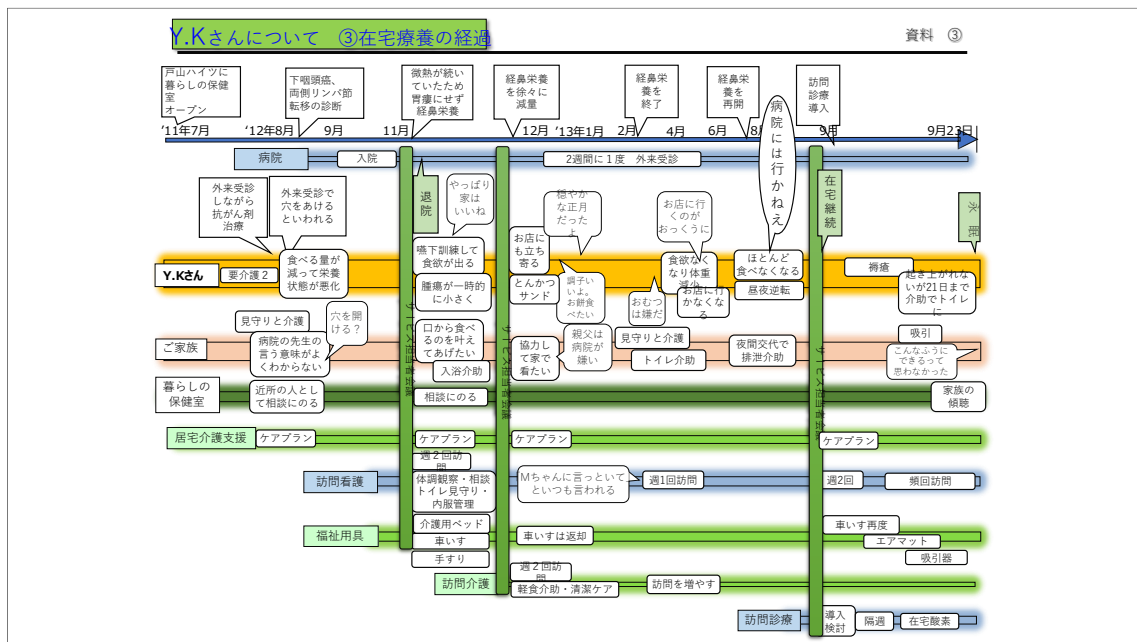 Y.Kさんについて　③在宅療養の経過
資料　③
戸山ハイツに
暮らしの保健
室
オープン
下咽頭癌、
両側リンパ節
転移の診断
微熱が続い
ていたため
胃瘻にせず
経鼻栄養
経鼻栄養
を徐々に
減量
経鼻栄
養を
終了
経鼻栄
養を
再開
訪問
診療
導入
病院には行かねえ
'11年7月
'12年8月
9月
11月
12月
'13年1月
2月
4月
6月
8月
9月
9月23日
病院
入院
2週間に１度　外来受診
外来受診
しながら
抗がん剤
治療
外来受診で
穴をあける
といわれる
退院
やっぱり
家は
いいね
穏やか
な正月
だった
よ
お店に行
くのが
おっくうに
在宅継続
永眠
Y.Kさん
要介護２
食べる量が
減って栄養
状態が悪化
嚥下訓練して
食欲が出る
腫瘍が一時的
に小さく
お店に
も立ち
寄る
とんかつ
サンド
調子い
いよ。
お餅食
べたい
おむつ
は嫌だ
食欲なく
なり体重
減少
お店に行
かなくな
る
ほとんど
食べなくなる
昼夜逆転
褥瘡
起き上がれな
いが21日まで
介助でトイレ
に
ご家族
見守りと介護
穴を開
ける？
病院の先生の
言う意味がよ
くわからない
口から食べ
るのを叶え
てあげたい
入浴介助
協力し
て家で
看たい
親父は
病院が
嫌い
見守りと介護
トイレ介助
夜間交代で
排泄介助
吸引
こんなふうに
できるって
思わなかった
暮らしの
保健室
近所の人とし
て相談にのる
相談にのる
家族の
傾聴
サービス担当者会議
サービス担当者会議
サービス担当者会議
居宅介護支援
ケアプラン
ケアプラン
ケアプラン
ケアプラン
訪問看護
週２回訪
問
体調観察・相談
トイレ見守り・
内服管理
Mちゃんに言っといて
といつも言われる
週1回訪問
週2回
頻回訪問
福祉用具
介護用ベッド
車いす
手すり
車いすは返却
車いす再度
エアマット
吸引器
訪問介護
週２回訪
問
軽食介助・清潔ケア
訪問を増やす
訪問診療
導入
検討
隔週
在宅酸素